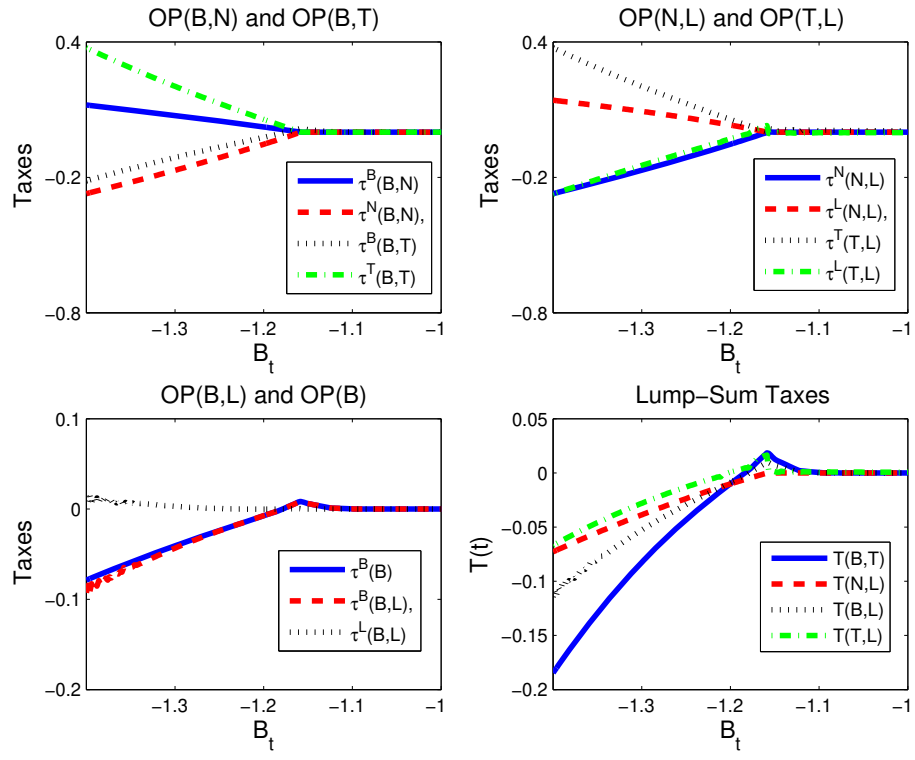 OP(B,N) and OP(B,T)
0.4
−0.2
−0.8
Taxes
τ^B(B,N)
τ^N(B,N),
τ^B(B,T)
τ^T(B,T)
−1.3
−1.2
−1.1
−1
B_t
OP(N,L) and OP(T,L)
0.4
−0.2
−0.8
Taxes
τ^N(N,L)
τ^L(N,L),
τ^T(T,L)
τ^L(T,L)
−1.3
−1.2
−1.1
−1
B_t
OP(B,L) and OP(B)
0.1
0
−0.1
−0.2
Taxes
τ^B(B)
τ^B(B,L),
τ^L(B,L)
−1.3
−1.2
−1.1
−1
B_t
Lump−Sum Taxes
0.05
0
−0.05
−0.1
−0.15
−0.2
T(t)
T(B,T)
T(N,L)
T(B,L)
T(T,L)
−1.3
−1.2
−1.1
−1
B_t